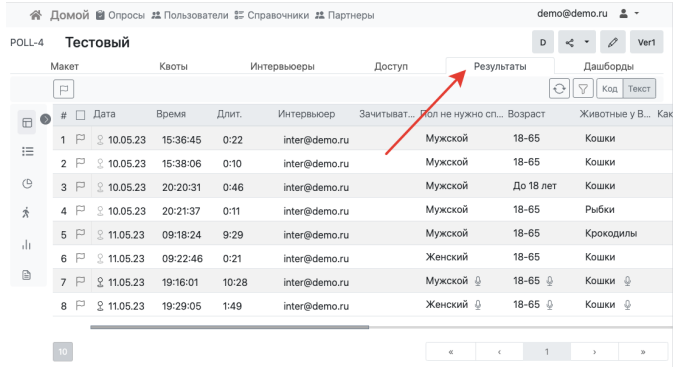 Домой Опросы Пользователи Справочники Партнеры demo@demo.ru
POLL-4 Тестовый D Ver1
Макет Квоты Интервьюеры Доступ Результаты Дашборды
Код Текст
# Дата Время Длит. Интервьюер Зачитыват... Пол не нужно сп... Возраст Животные у В... Как
1 10.05.23 15:36:45 0:22 inter@demo.ru Мужской 18-65 Кошки
2 10.05.23 15:38:06 0:10 inter@demo.ru Мужской 18-65 Кошки
3 10.05.23 20:20:31 0:46 inter@demo.ru Мужской До 18 лет Кошки
4 10.05.23 20:21:37 0:11 inter@demo.ru Мужской 18-65 Рыбки
5 11.05.23 09:18:24 9:29 inter@demo.ru Мужской 18-65 Крокодилы
6 11.05.23 09:22:46 0:21 inter@demo.ru Женский 18-65 Кошки
7 11.05.23 19:16:01 10:28 inter@demo.ru Мужской 18-65 Кошки
8 11.05.23 19:29:05 1:49 inter@demo.ru Женский 18-65 Кошки
10 « ‹ 1 › »